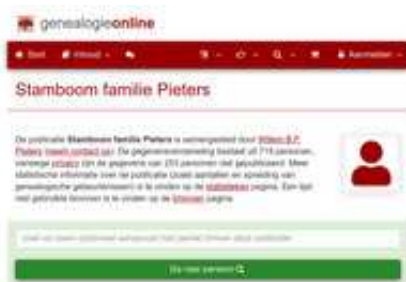 genealogieonline
Start Inhoud Aanmelden
Stamboom familie Pieters
De publicatie Stamboom familie Pieters is samengesteld door Willem B.P.
Pieters (neem contact op). De gegevensverzameling bestaat uit 719 personen,
vanwege privacy zijn de gegevens van 253 personen niet gepubliceerd. Meer
statistische informatie over de publicatie (zoals aantallen en spreiding van
genealogische gebeurtenissen) is te vinden op de statistieken pagina. Een lijst
met gebruikte bronnen is te vinden op de bronnen pagina.
Ga naar persoon